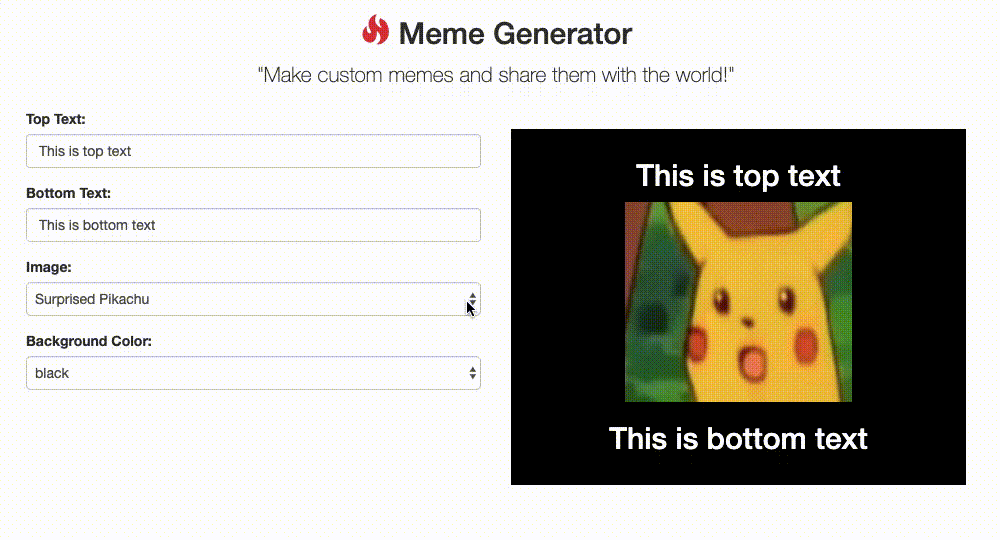 Meme Generator
"Make custom memes and share them with the world!"
Top Text:
This is top text
Bottom Text:
This is bottom text
Image:
Surprised Pikachu
Background Color:
black
This is top text
This is bottom text